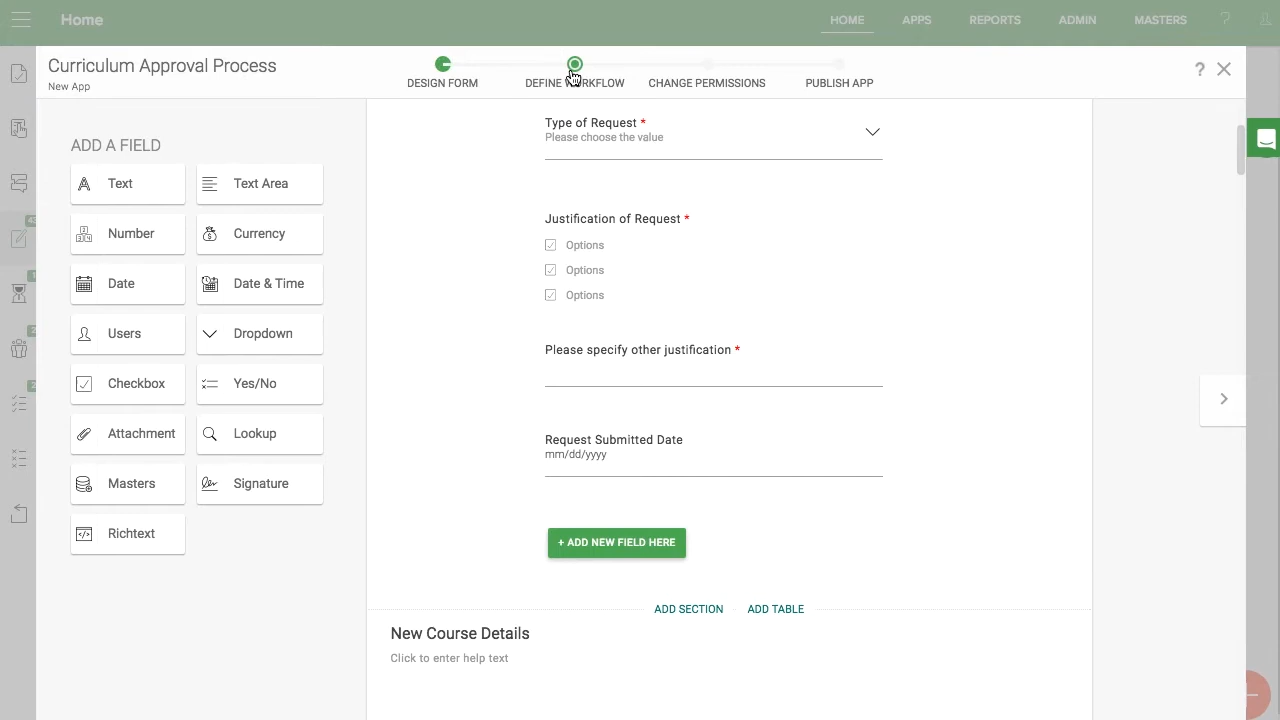 Home
HOME
APPS
REPORTS
ADMIN
MASTERS
?
Curriculum Approval Process
New App
DESIGN FORM
DEFINE WORKFLOW
CHANGE PERMISSIONS
PUBLISH APP
?
ADD A FIELD
Text
Text Area
Number
Currency
Date
Date & Time
Users
Dropdown
Checkbox
Yes/No
Attachment
Lookup
Masters
Signature
Richtext
Type of Request *
Please choose the value
Justification of Request *
Options
Options
Options
Please specify other justification *
Request Submitted Date
mm/dd/yyyy
+ ADD NEW FIELD HERE
ADD SECTION
ADD TABLE
New Course Details
Click to enter help text